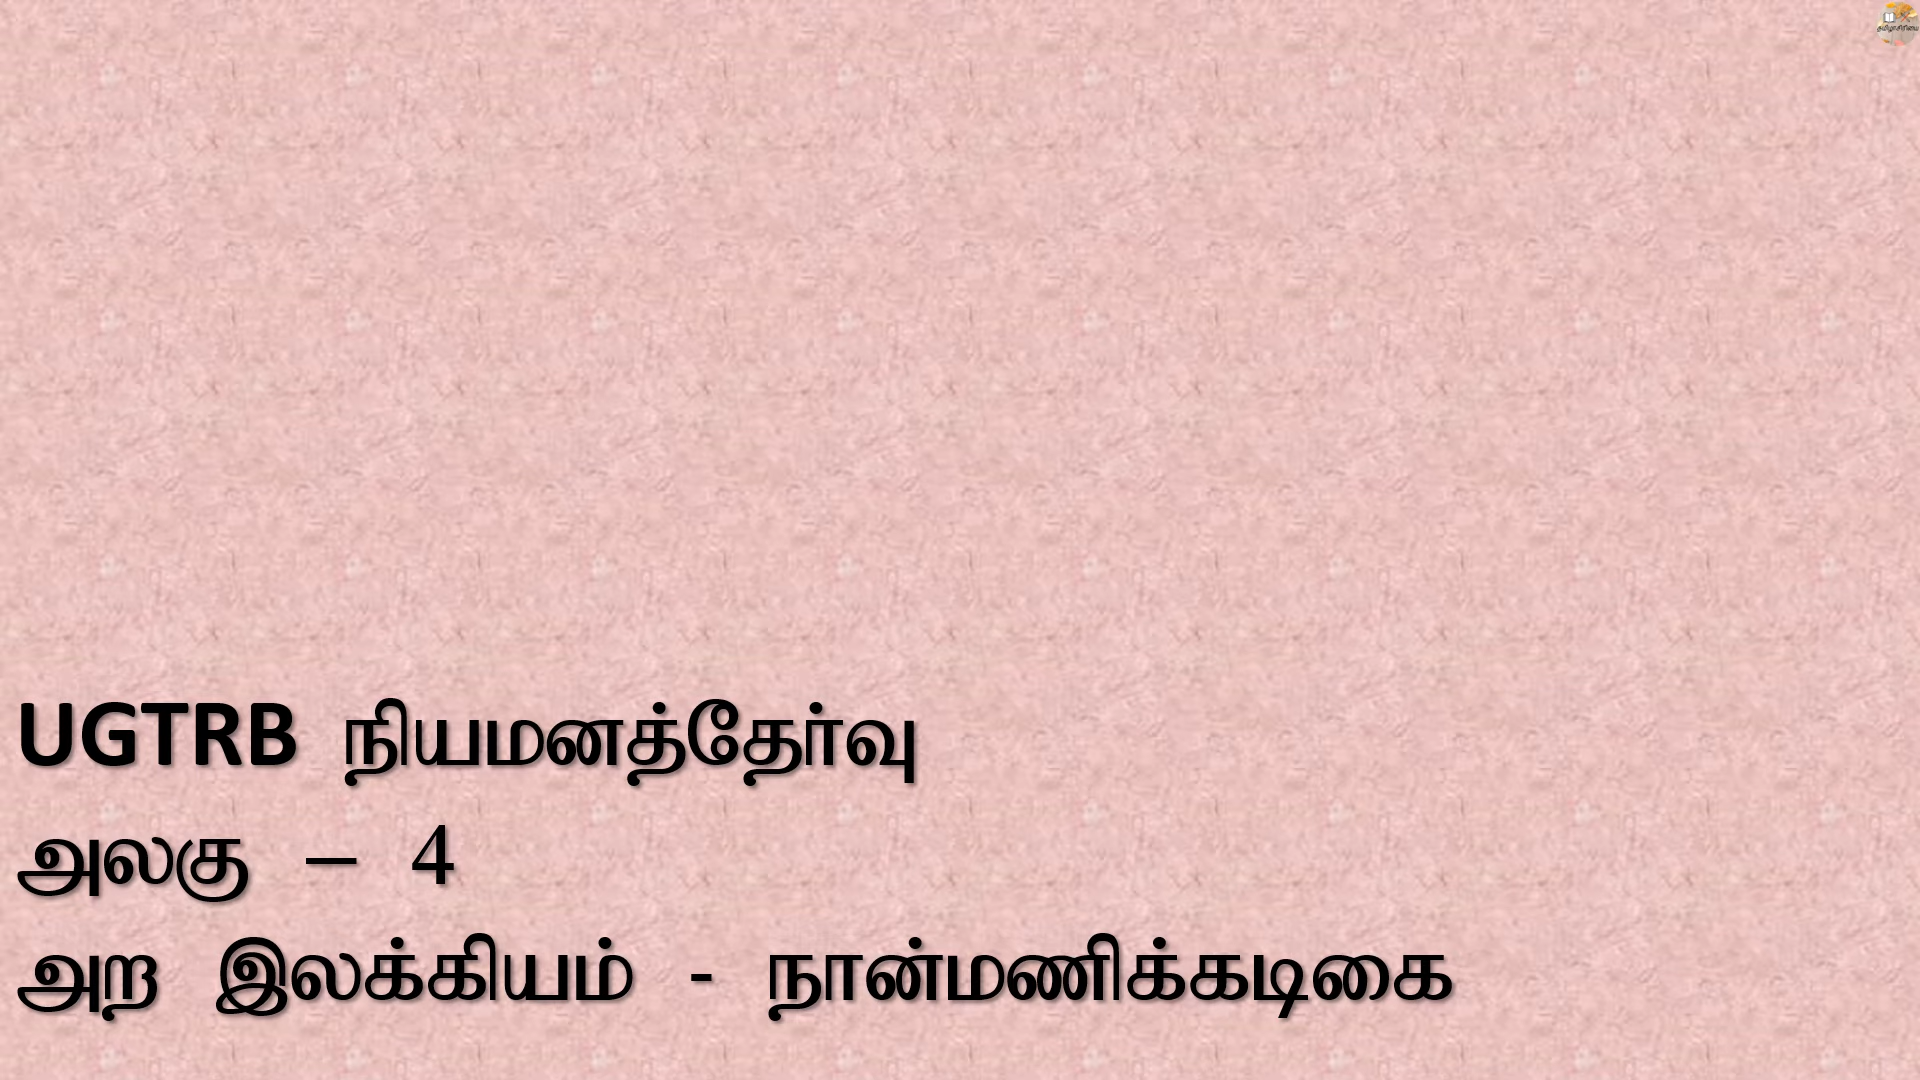 UGTRB நியமனத்தேர்வு
அலகு – 4
அற இலக்கியம் - நான்மணிக்கடிகை